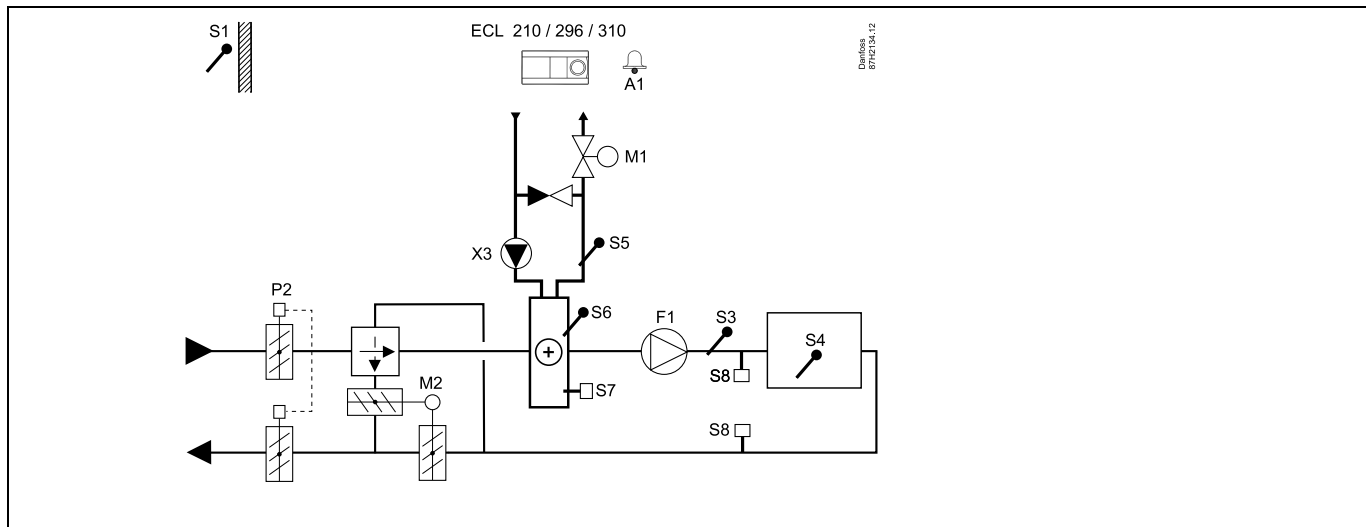 S1
ECL 210 / 296 / 310
A1
Danfoss
87H2134.12
M1
X3
S5
P2
S6
F1
S3
S4
S8
M2
S7
S8